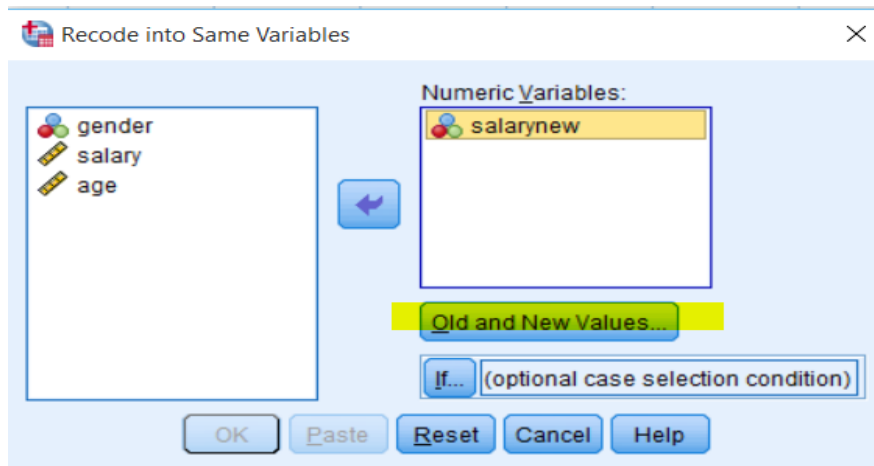 Recode into Same Variables
Numeric Variables:
gender
salary
age
salarynew
Old and New Values...
If... (optional case selection condition)
OK Paste Reset Cancel Help